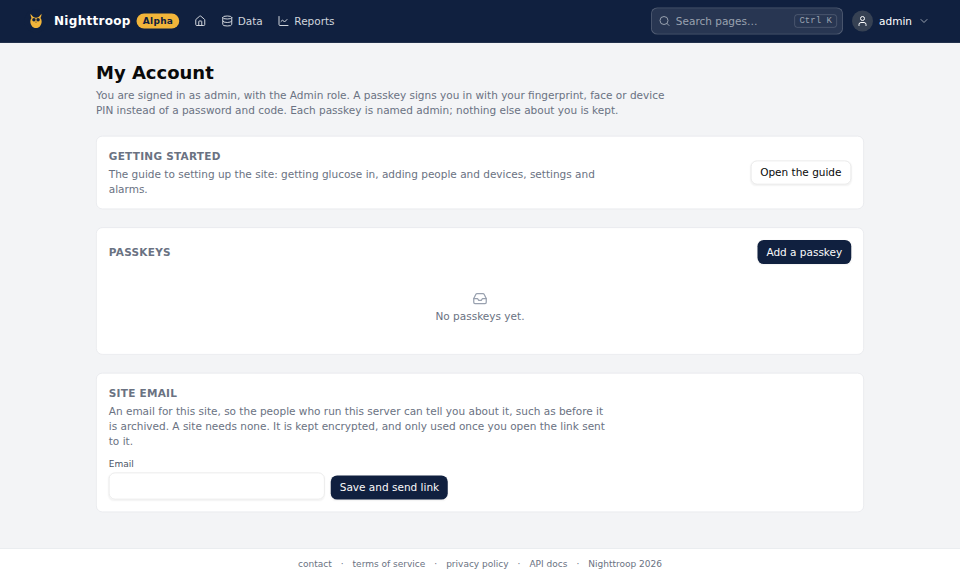 Nighttroop Alpha Data Reports Search pages... Ctrl K admin
My Account
You are signed in as admin, with the Admin role. A passkey signs you in with your fingerprint, face or device
PIN instead of a password and code. Each passkey is named admin; nothing else about you is kept.
GETTING STARTED
The guide to setting up the site: getting glucose in, adding people and devices, settings and
alarms.
Open the guide
PASSKEYS
Add a passkey
No passkeys yet.
SITE EMAIL
An email for this site, so the people who run this server can tell you about it, such as before it
is archived. A site needs none. It is kept encrypted, and only used once you open the link sent
to it.
Email
Save and send link
contact · terms of service · privacy policy · API docs · Nighttroop 2026